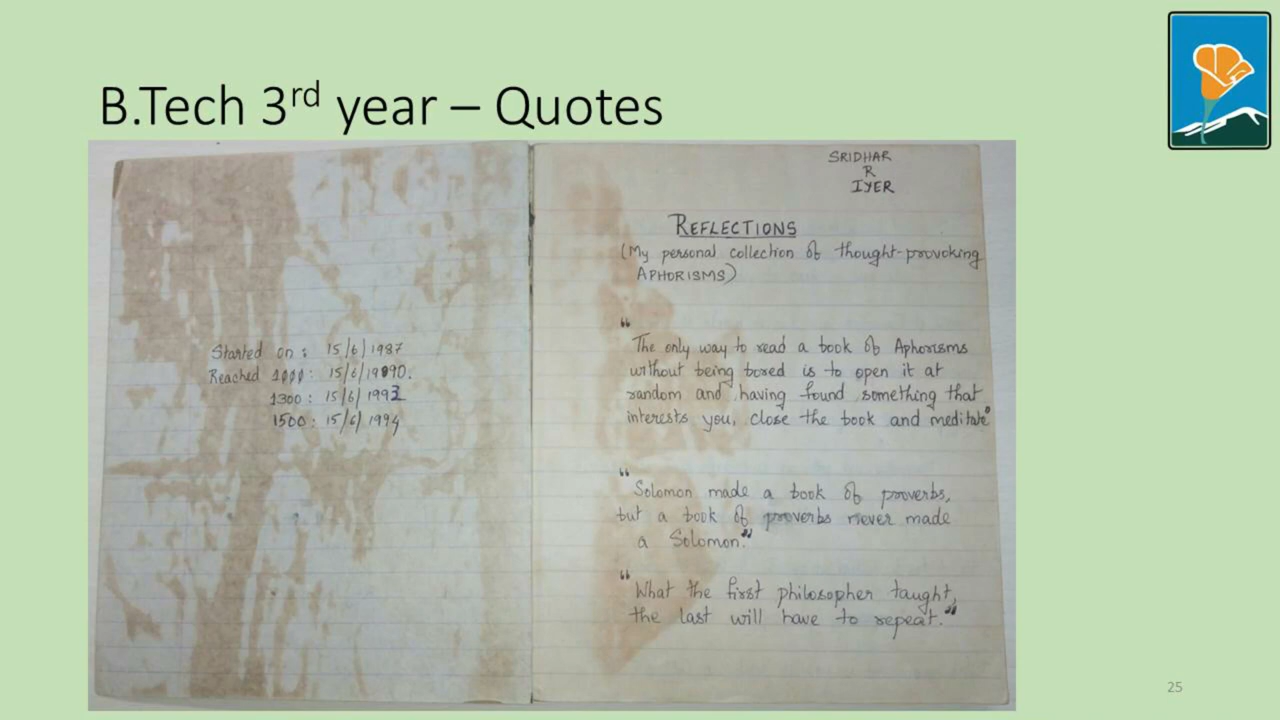 B.Tech 3rd year – Quotes
Started on : 15/6/1987
Reached 1000 : 15/6/1990.
1300 : 15/6/1992
1500 : 15/6/1994
SRIDHAR
R
IYER
REFLECTIONS
(My personal collection of thought-provoking
APHORISMS)
“
The only way to read a book of Aphorisms
without being bored is to open it at
random and, having found something that
interests you, close the book and meditate”
“
Solomon made a book of proverbs,
but a book of proverbs never made
a Solomon.”
“
What the first philosopher taught,
the last will have to repeat.”
25